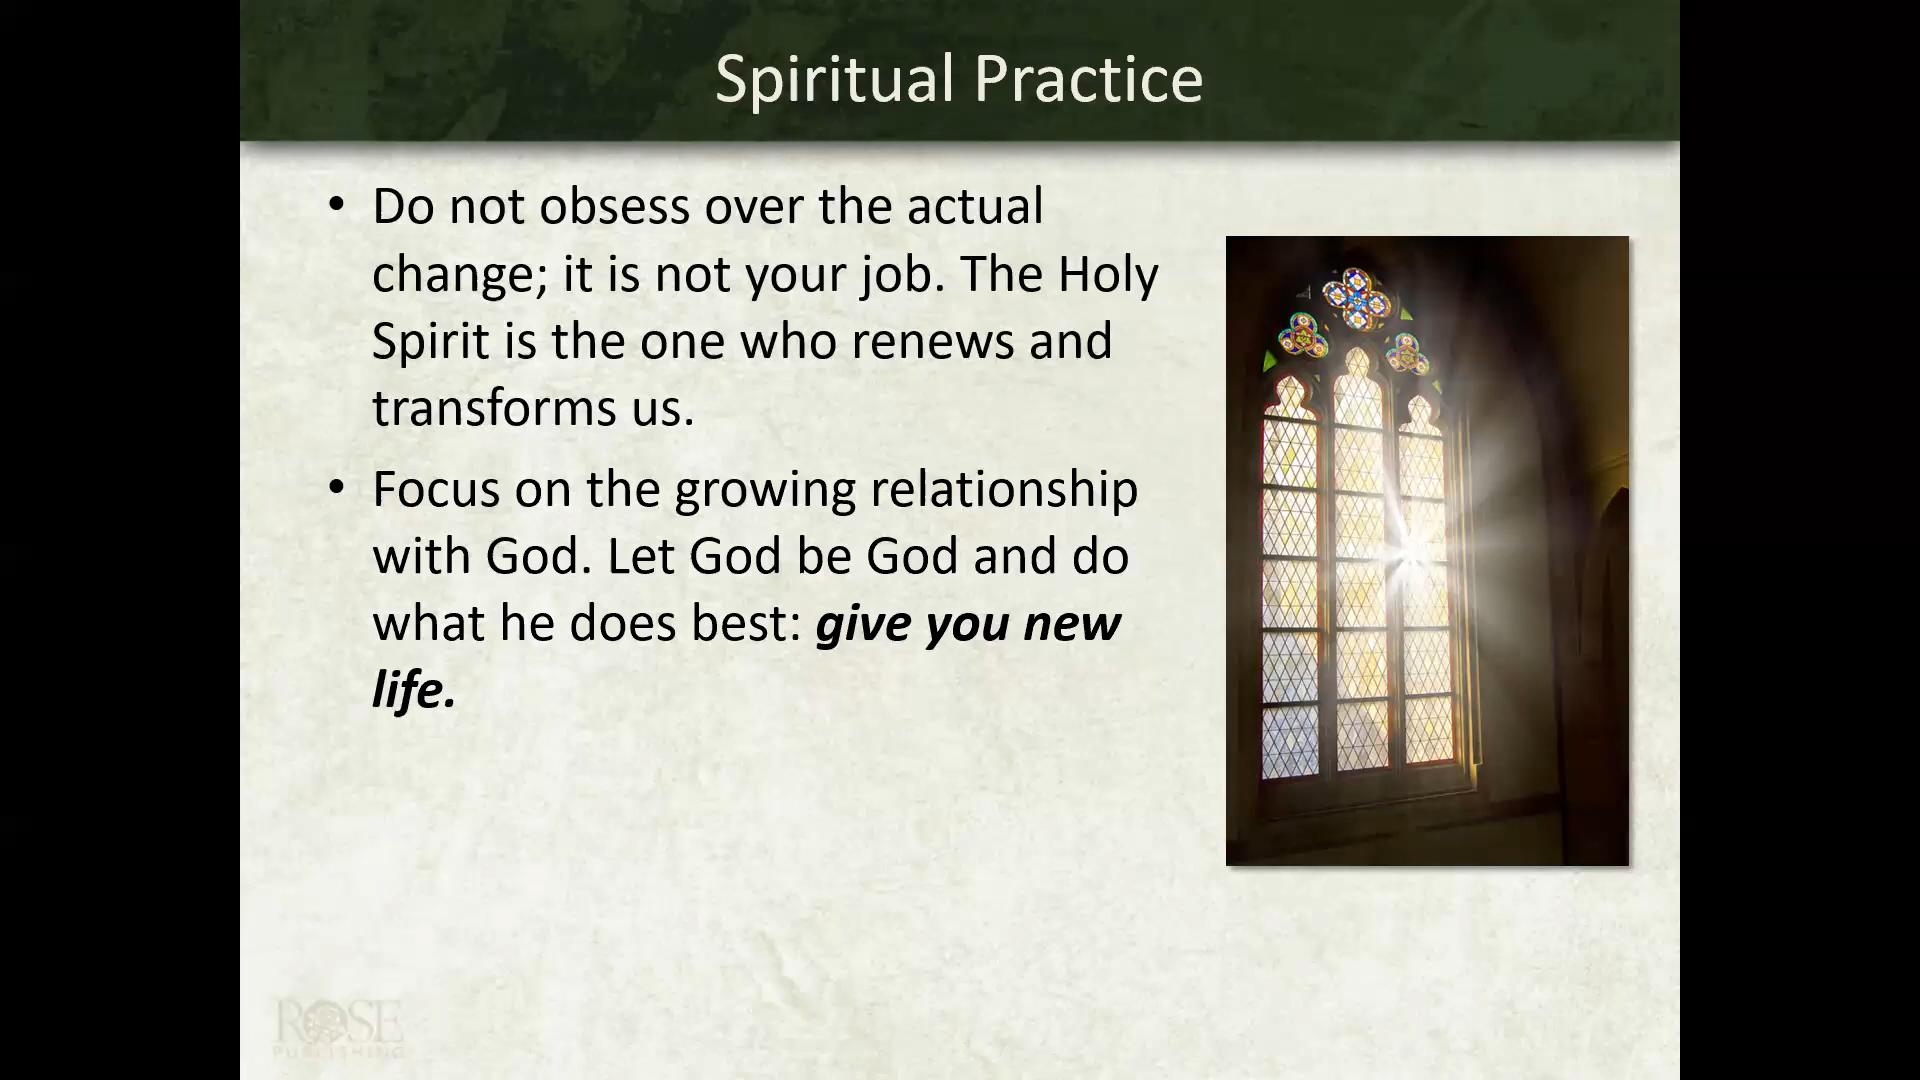 Spiritual Practice
• Do not obsess over the actual
change; it is not your job. The Holy
Spirit is the one who renews and
transforms us.
• Focus on the growing relationship
with God. Let God be God and do
what he does best: give you new
life.
ROSE
PUBLISHING